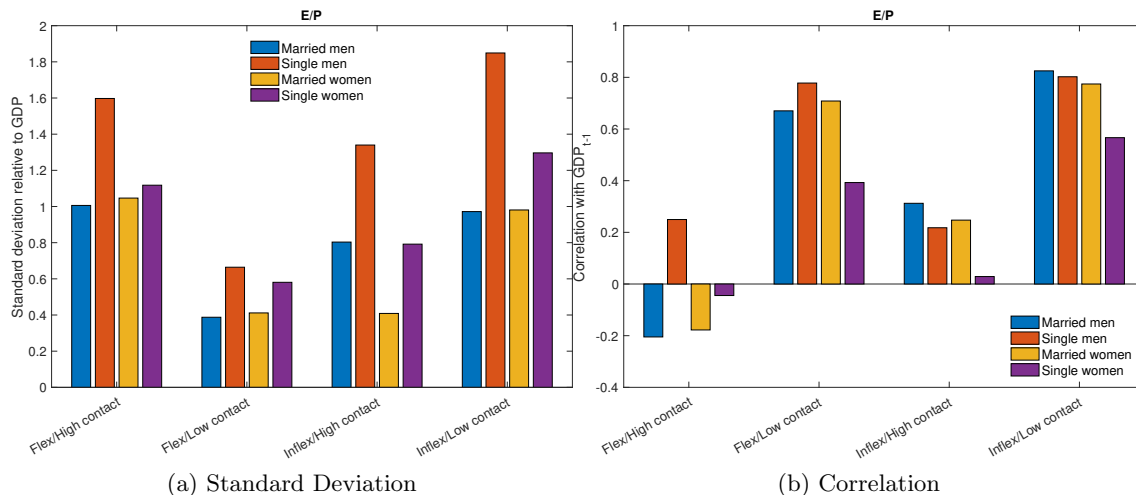 E/P
Standard deviation relative to GDP
2
1.8
1.6
1.4
1.2
1
0.8
0.6
0.4
0.2
0
Married men
Single men
Married women
Single women
Flex/High contact
Flex/Low contact
Inflex/High contact
Inflex/Low contact
(a) Standard Deviation
E/P
Correlation with GDP_{t-1}
1
0.8
0.6
0.4
0.2
0
-0.2
-0.4
Married men
Single men
Married women
Single women
Flex/High contact
Flex/Low contact
Inflex/High contact
Inflex/Low contact
(b) Correlation